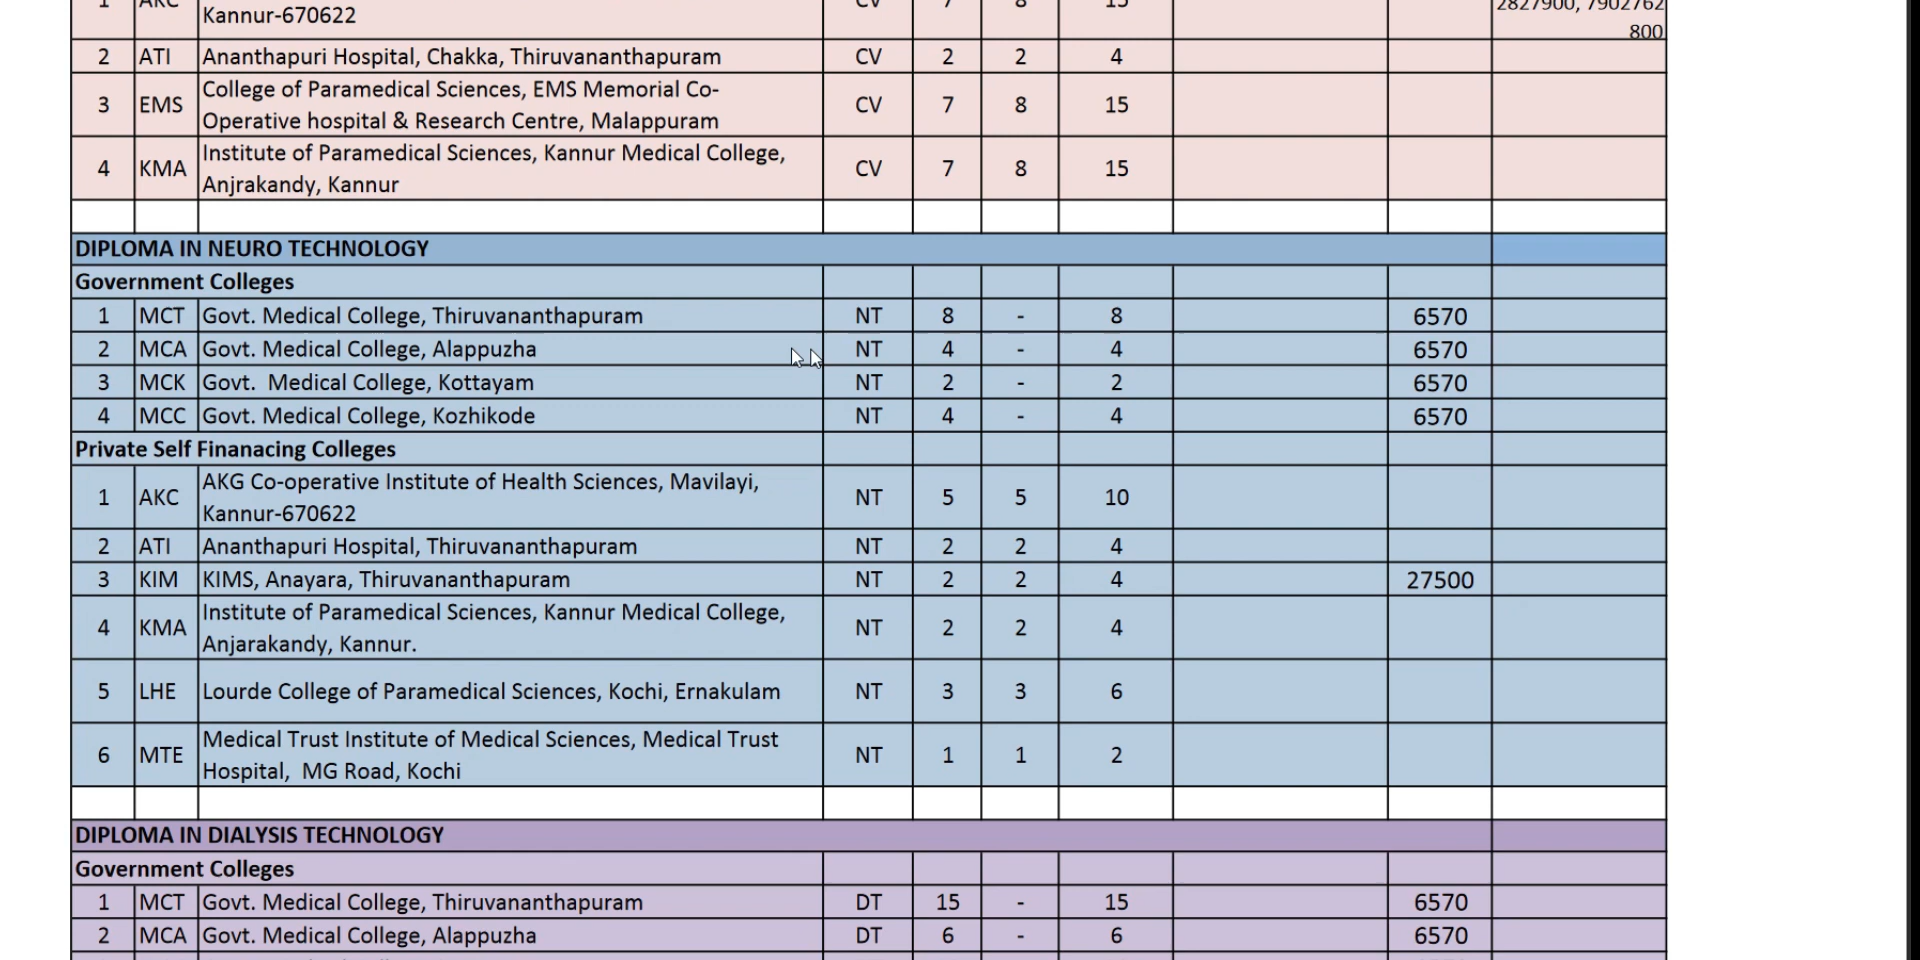 1 AKC Kannur-670622 CV 7 8 15 2827900, 7902762
800
2 ATI Ananthapuri Hospital, Chakka, Thiruvananthapuram CV 2 2 4
3 EMS College of Paramedical Sciences, EMS Memorial Co-
Operative hospital & Research Centre, Malappuram CV 7 8 15
4 KMA Institute of Paramedical Sciences, Kannur Medical College,
Anjrakandy, Kannur CV 7 8 15
DIPLOMA IN NEURO TECHNOLOGY
Government Colleges
1 MCT Govt. Medical College, Thiruvananthapuram NT 8 - 8 6570
2 MCA Govt. Medical College, Alappuzha NT 4 - 4 6570
3 MCK Govt.  Medical College, Kottayam NT 2 - 2 6570
4 MCC Govt. Medical College, Kozhikode NT 4 - 4 6570
Private Self Finanacing Colleges
1 AKC AKG Co-operative Institute of Health Sciences, Mavilayi,
Kannur-670622 NT 5 5 10
2 ATI Ananthapuri Hospital, Thiruvananthapuram NT 2 2 4
3 KIM KIMS, Anayara, Thiruvananthapuram NT 2 2 4 27500
4 KMA Institute of Paramedical Sciences, Kannur Medical College,
Anjarakandy, Kannur. NT 2 2 4
5 LHE Lourde College of Paramedical Sciences, Kochi, Ernakulam NT 3 3 6
6 MTE Medical Trust Institute of Medical Sciences, Medical Trust
Hospital,  MG Road, Kochi NT 1 1 2
DIPLOMA IN DIALYSIS TECHNOLOGY
Government Colleges
1 MCT Govt. Medical College, Thiruvananthapuram DT 15 - 15 6570
2 MCA Govt. Medical College, Alappuzha DT 6 - 6 6570